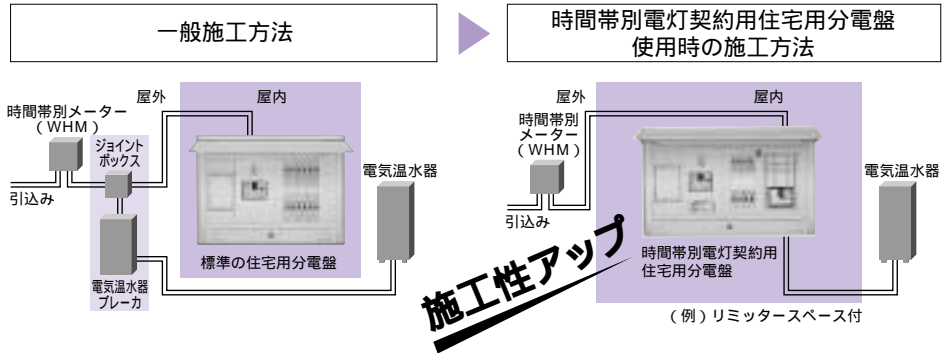 一般施工方法
時間帯別電灯契約用住宅用分電盤
使用時の施工方法
時間帯別メーター
(WHM)
屋外
屋内
ジョイント
ボックス
引込み
電気温水器
ブレーカ
標準の住宅用分電盤
電気温水器
屋外
屋内
時間帯別
メーター
(WHM)
引込み
電気温水器
時間帯別電灯契約用
住宅用分電盤
施工性アップ
(例)リミッタースペース付